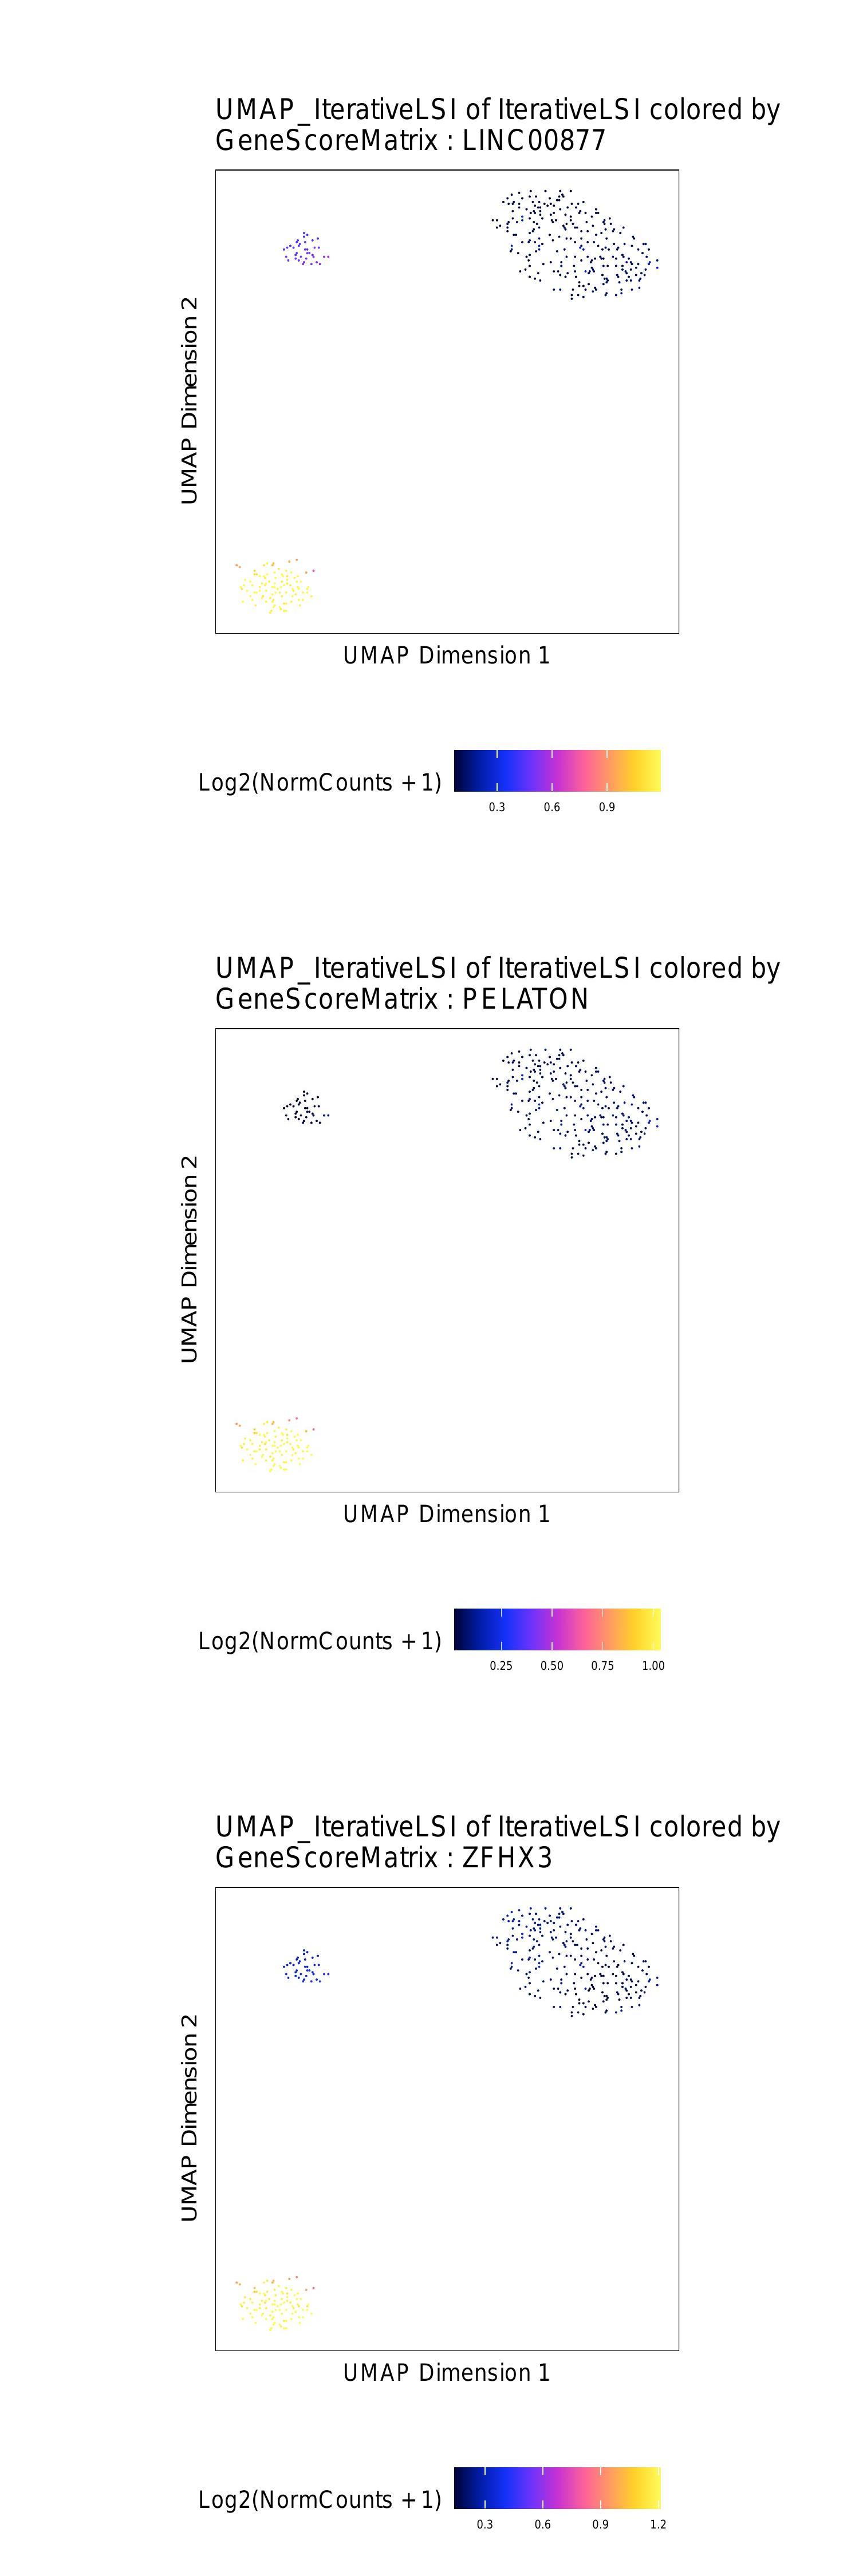 UMAP_IterativeLSI of IterativeLSI colored by
GeneScoreMatrix : LINC00877
UMAP Dimension 2
UMAP Dimension 1
Log2(NormCounts +1)
0.3 0.6 0.9
UMAP_IterativeLSI of IterativeLSI colored by
GeneScoreMatrix : PELATON
UMAP Dimension 2
UMAP Dimension 1
Log2(NormCounts +1)
0.25 0.50 0.75 1.00
UMAP_IterativeLSI of IterativeLSI colored by
GeneScoreMatrix : ZFHX3
UMAP Dimension 2
UMAP Dimension 1
Log2(NormCounts +1)
0.3 0.6 0.9 1.2